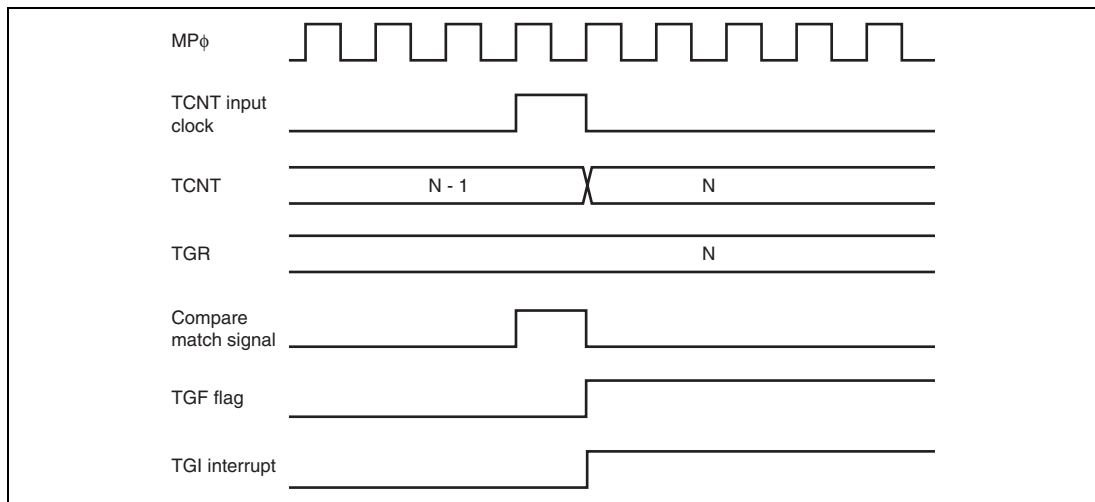 MPϕ
TCNT input
clock
TCNT
N - 1
N
TGR
N
Compare
match signal
TGF flag
TGI interrupt